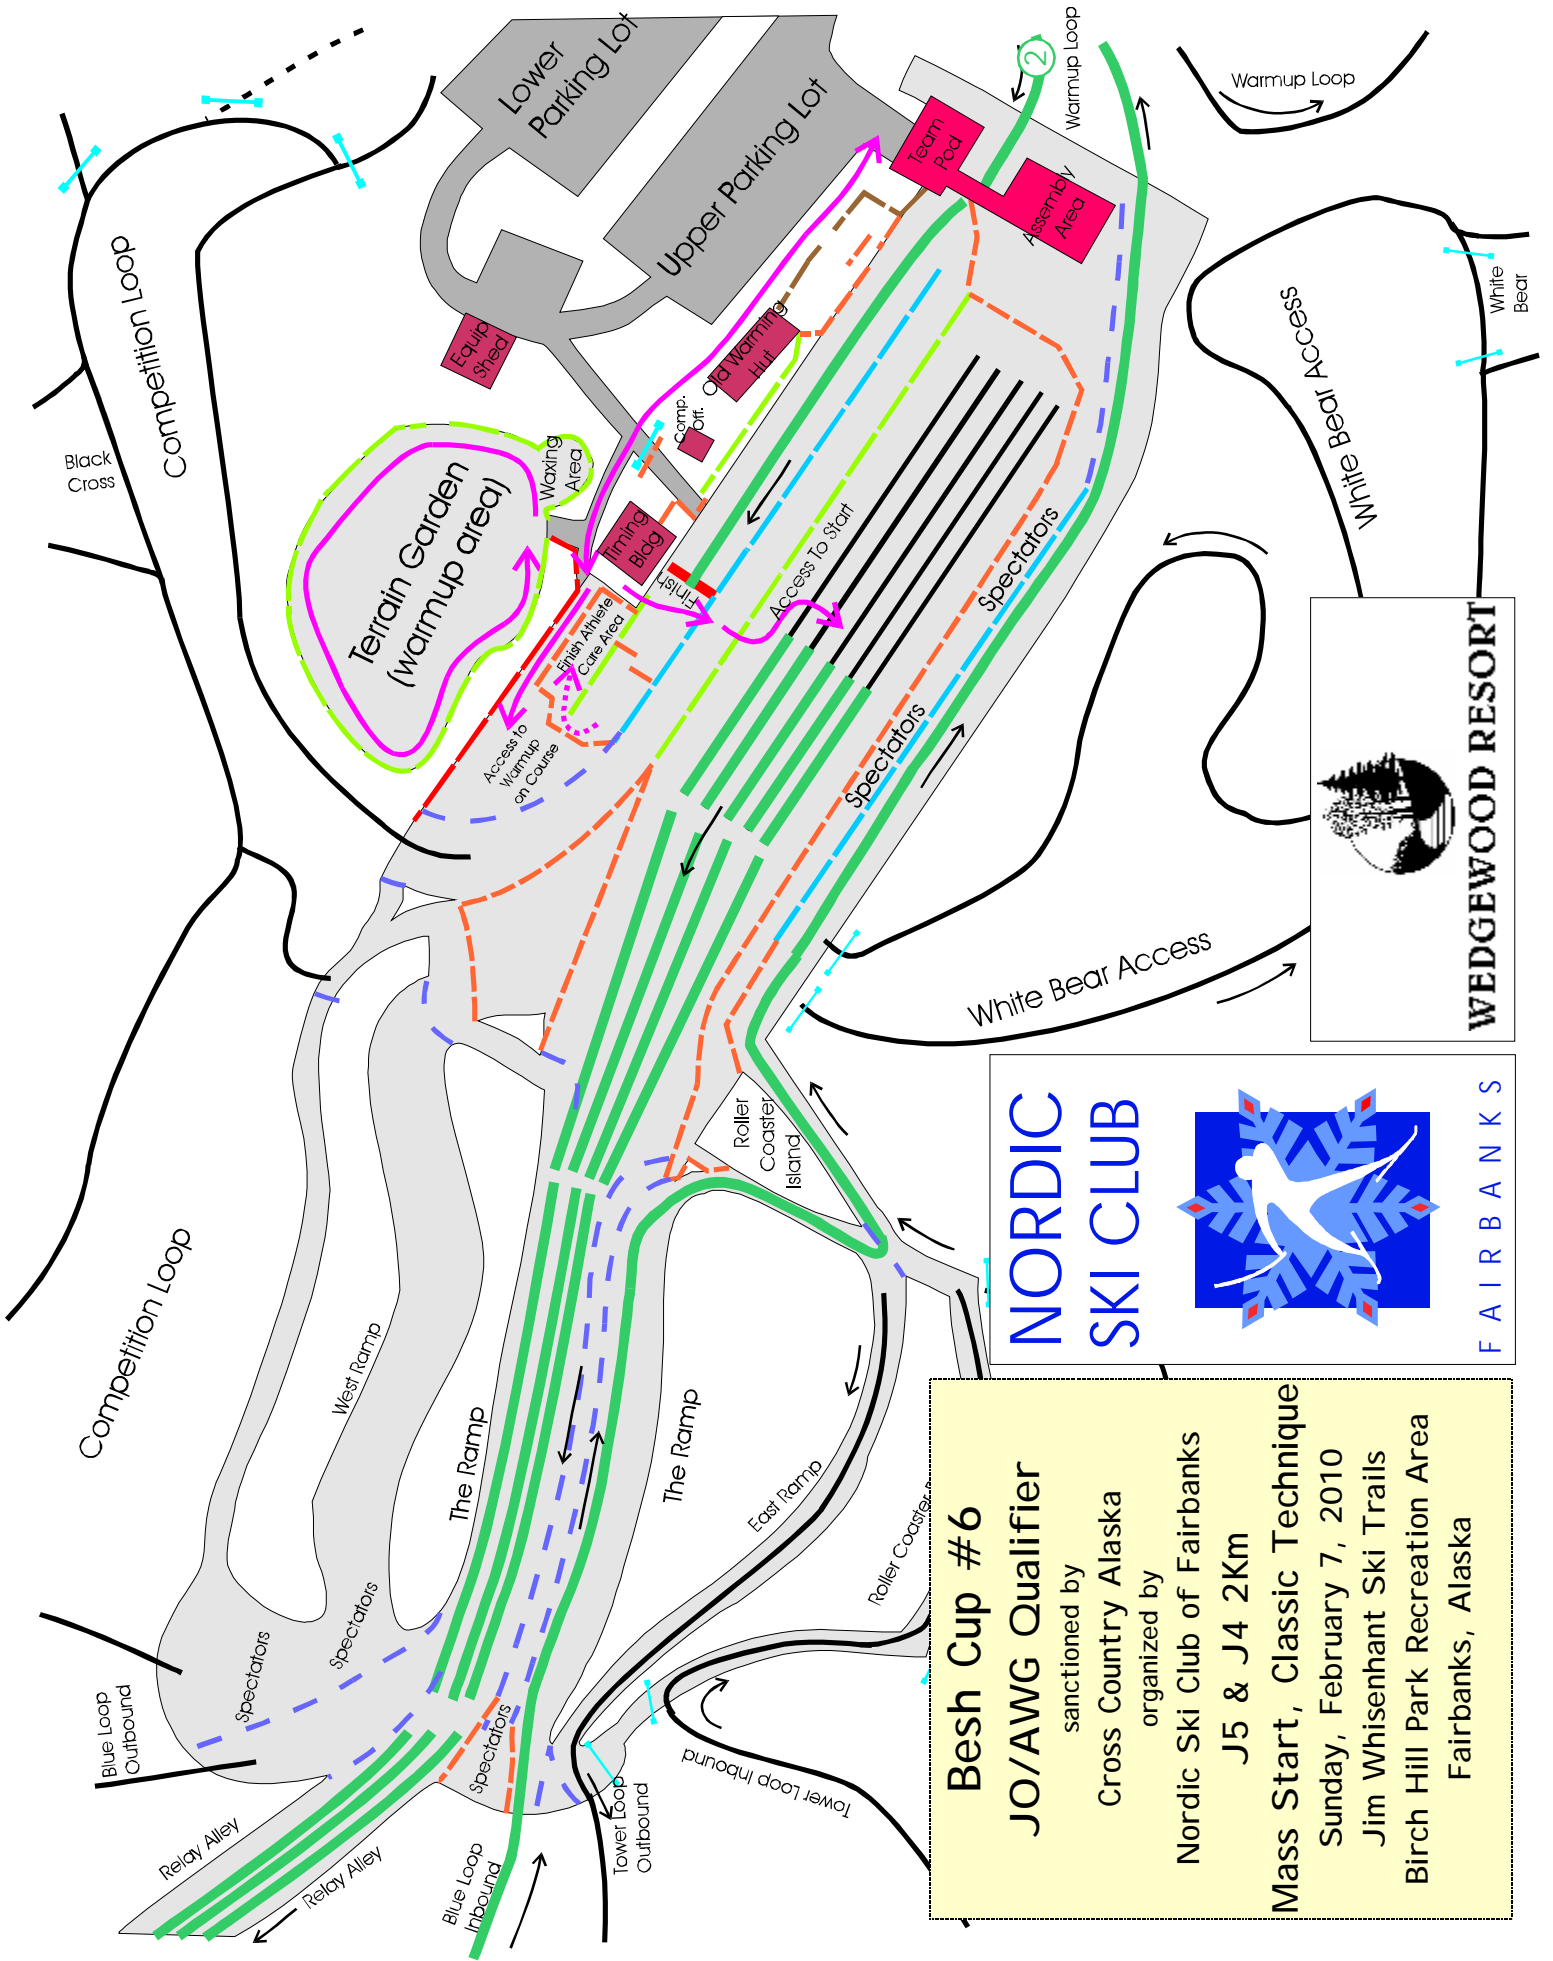 Lower
Parking Lot
Upper Parking Lot
Team
Pod
Assembly
Area
2
Warmup Loop
Warmup Loop
Competition Loop
Black
Cross
Equip
Shed
Old Warming
Hut
Comp.
Off.
Waxing
Area
Terrain Garden
(warmup area)
Timing
Bldg
Finish
Finish Athlete
Care Area
Access to
Warmup
on Course
Access To Start
Spectators
Spectators
White Bear Access
White
Bear
White Bear Access
Roller
Coaster
Island
Competition Loop
West Ramp
The Ramp
The Ramp
East Ramp
Roller Coaster
Spectators
Spectators
Spectators
Blue Loop
Outbound
Relay Alley
Relay Alley
Blue Loop
Inbound
Tower Loop
Outbound
Tower Loop Inbound
WEDGEWOOD RESORT
NORDIC
SKI CLUB
FAIRBANKS
Besh Cup #6
JO/AWG Qualifier
sanctioned by
Cross Country Alaska
organized by
Nordic Ski Club of Fairbanks
J5 & J4 2Km
Mass Start, Classic Technique
Sunday, February 7, 2010
Jim Whisenhant Ski Trails
Birch Hill Park Recreation Area
Fairbanks, Alaska